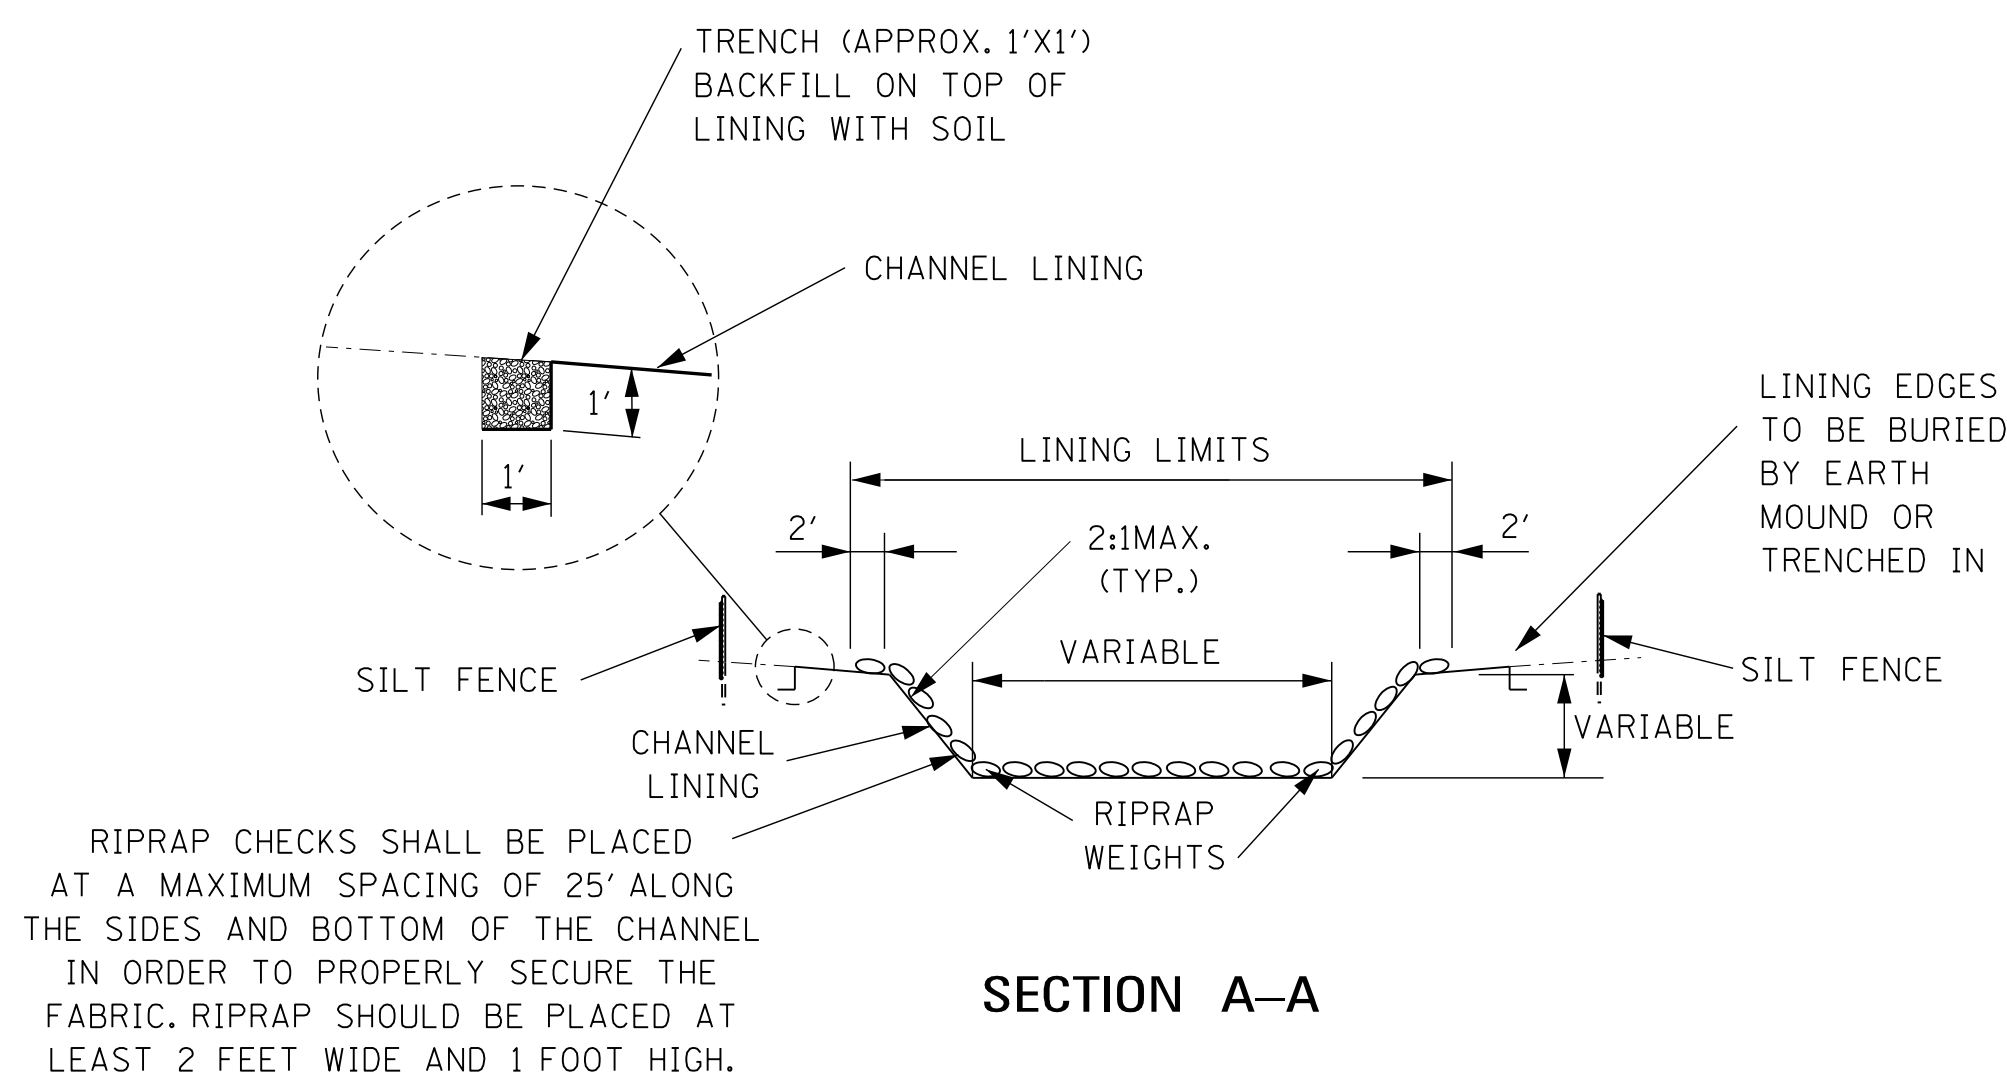 TRENCH (APPROX. 1'X1')
BACKFILL ON TOP OF
LINING WITH SOIL
CHANNEL LINING
1'
1'
LINING EDGES
TO BE BURIED
BY EARTH
MOUND OR
TRENCHED IN
LINING LIMITS
2'
2:1MAX.
(TYP.)
2'
VARIABLE
SILT FENCE
SILT FENCE
VARIABLE
CHANNEL
LINING
RIPRAP
WEIGHTS
RIPRAP CHECKS SHALL BE PLACED
AT A MAXIMUM SPACING OF 25' ALONG
THE SIDES AND BOTTOM OF THE CHANNEL
IN ORDER TO PROPERLY SECURE THE
FABRIC. RIPRAP SHOULD BE PLACED AT
LEAST 2 FEET WIDE AND 1 FOOT HIGH.
SECTION A–A